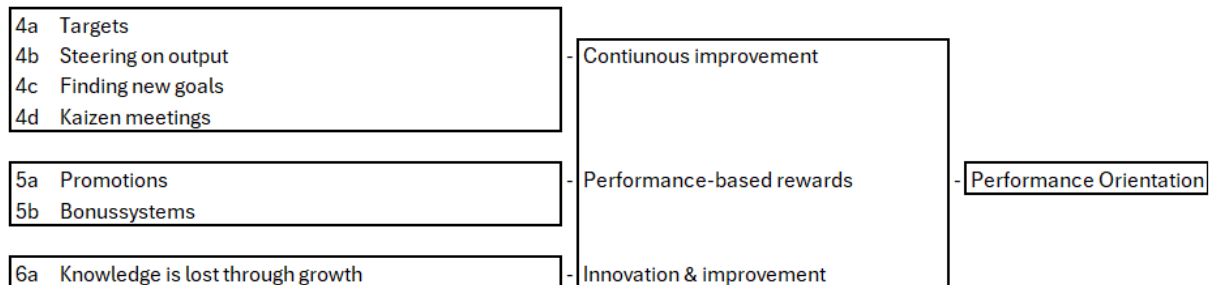 4a Targets
4b Steering on output - Contiunous improvement
4c Finding new goals
4d Kaizen meetings
5a Promotions - Performance-based rewards - Performance Orientation
5b Bonussystems
6a Knowledge is lost through growth - Innovation & improvement